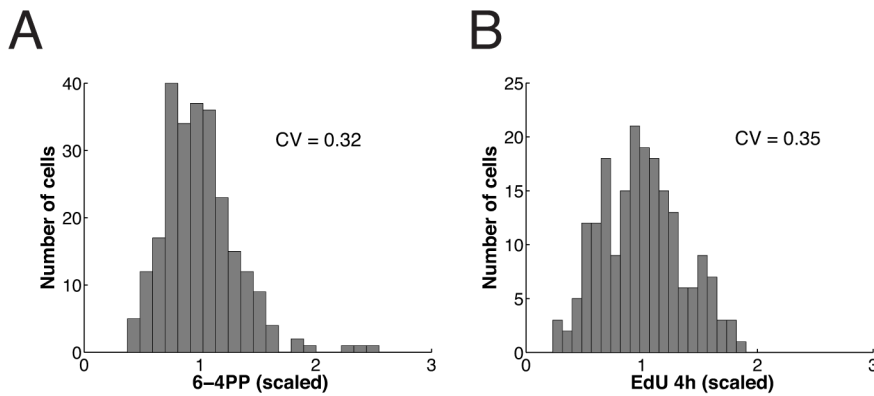 A
B
40
30
20
10
0
Number of cells
CV = 0.32
0
1
2
3
6–4PP (scaled)
25
20
15
10
5
0
Number of cells
CV = 0.35
0
1
2
3
EdU 4h (scaled)